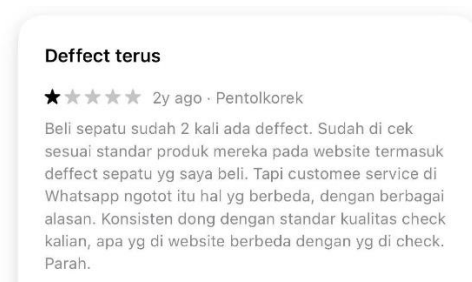 Deffect terus
2y ago · Pentolkorek
Beli sepatu sudah 2 kali ada deffect. Sudah di cek
sesuai standar produk mereka pada website termasuk
deffect sepatu yg saya beli. Tapi customee service di
Whatsapp ngotot itu hal yg berbeda, dengan berbagai
alasan. Konsisten dong dengan standar kualitas check
kalian, apa yg di website berbeda dengan yg di check.
Parah.